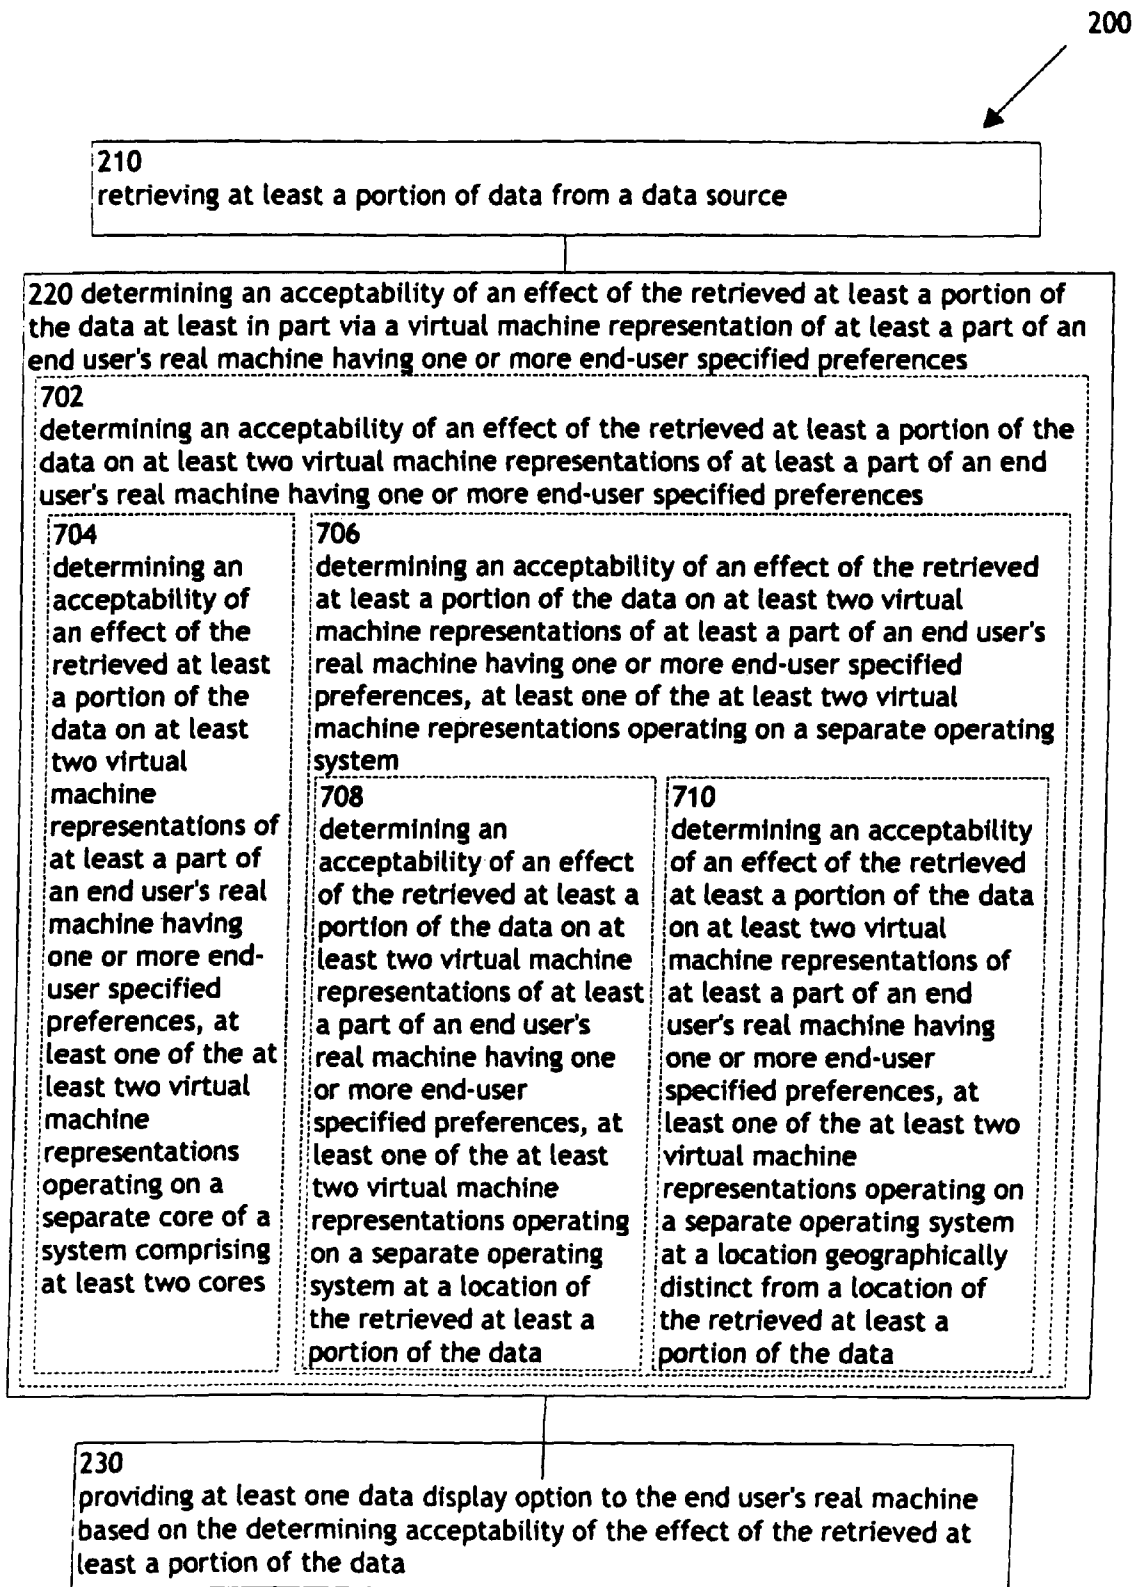 200
210
retrieving at least a portion of data from a data source
220 determining an acceptability of an effect of the retrieved at least a portion of
the data at least in part via a virtual machine representation of at least a part of an
end user's real machine having one or more end-user specified preferences
702
determining an acceptability of an effect of the retrieved at least a portion of the
data on at least two virtual machine representations of at least a part of an end
user's real machine having one or more end-user specified preferences
704
determining an
acceptability of
an effect of the
retrieved at least
a portion of the
data on at least
two virtual
machine
representations of
at least a part of
an end user's real
machine having
one or more end-
user specified
preferences, at
least one of the at
least two virtual
machine
representations
operating on a
separate core of a
system comprising
at least two cores
706
determining an acceptability of an effect of the retrieved
at least a portion of the data on at least two virtual
machine representations of at least a part of an end user's
real machine having one or more end-user specified
preferences, at least one of the at least two virtual
machine representations operating on a separate operating
system
708
determining an
acceptability of an effect
of the retrieved at least a
portion of the data on at
least two virtual machine
representations of at least
a part of an end user's
real machine having one
or more end-user
specified preferences, at
least one of the at least
two virtual machine
representations operating
on a separate operating
system at a location of
the retrieved at least a
portion of the data
710
determining an acceptability
of an effect of the retrieved
at least a portion of the data
on at least two virtual
machine representations of
at least a part of an end
user's real machine having
one or more end-user
specified preferences, at
least one of the at least two
virtual machine
representations operating on
a separate operating system
at a location geographically
distinct from a location of
the retrieved at least a
portion of the data
230
providing at least one data display option to the end user's real machine
based on the determining acceptability of the effect of the retrieved at
least a portion of the data